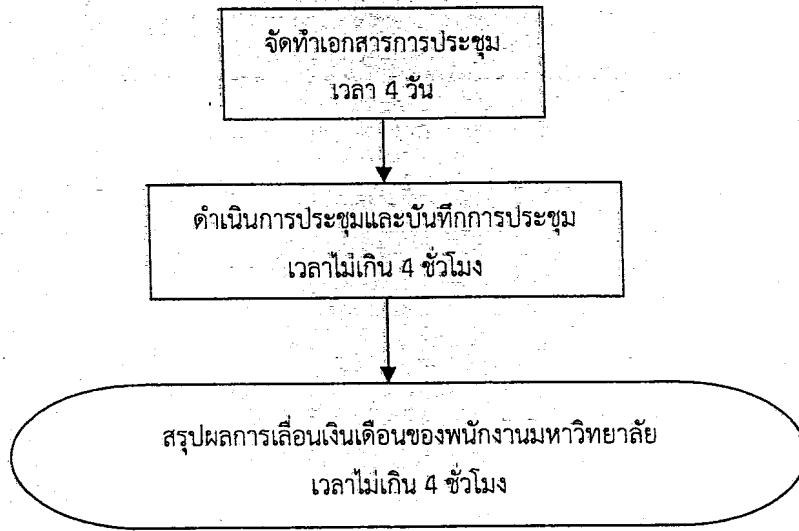 จัดทำเอกสารการประชุม
เวลา 4 วัน
ดำเนินการประชุมและบันทึกการประชุม
เวลาไม่เกิน 4 ชั่วโมง
สรุปผลการเลื่อนเงินเดือนของพนักงานมหาวิทยาลัย
เวลาไม่เกิน 4 ชั่วโมง